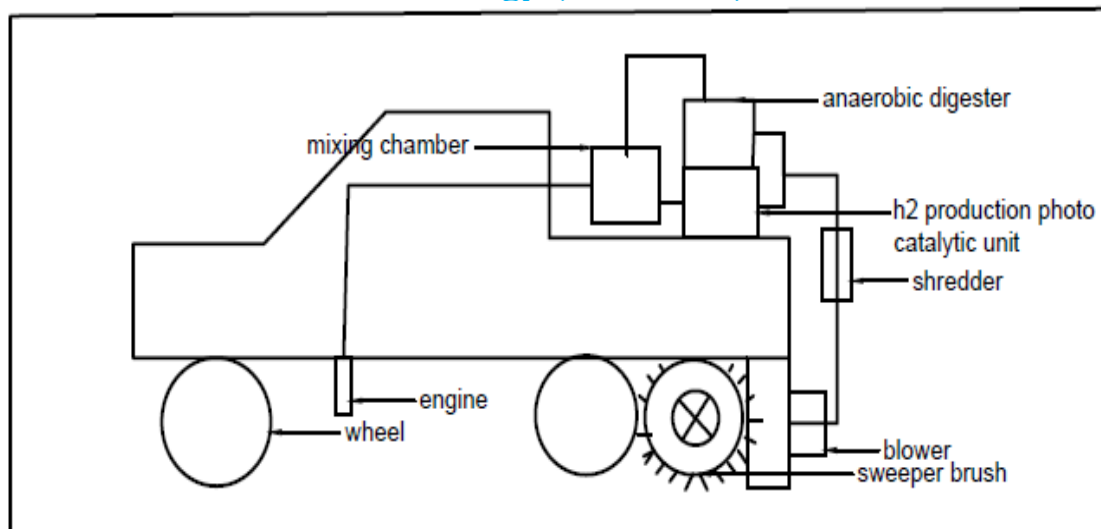 anaerobic digester
mixing chamber
h2 production photo
catalytic unit
shredder
engine
wheel
blower
sweeper brush